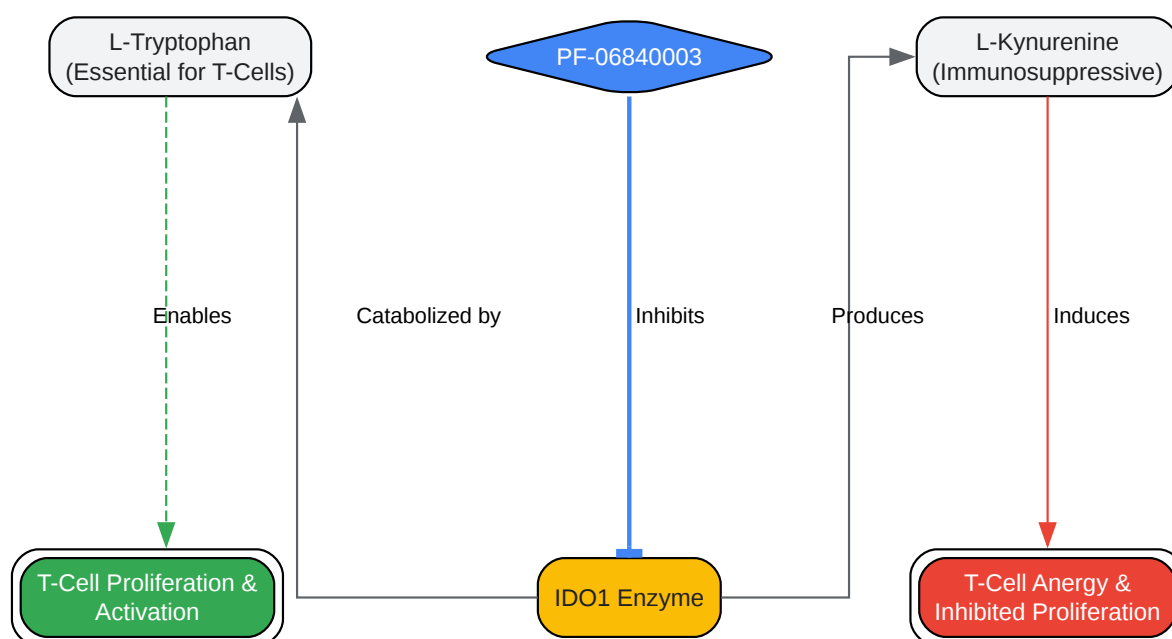 L-Tryptophan
(Essential for T-Cells)
PF-06840003
L-Kynurenine
(Immunosuppressive)
Enables
Catabolized by
Inhibits
Produces
Induces
T-Cell Proliferation &
Activation
IDO1 Enzyme
T-Cell Anergy &
Inhibited Proliferation